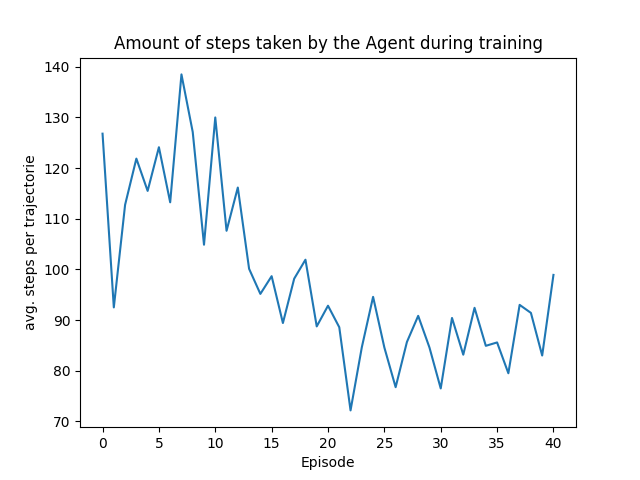 Amount of steps taken by the Agent during training
140
130
120
110
100
90
80
70
avg. steps per trajectorie
0 5 10 15 20 25 30 35 40
Episode